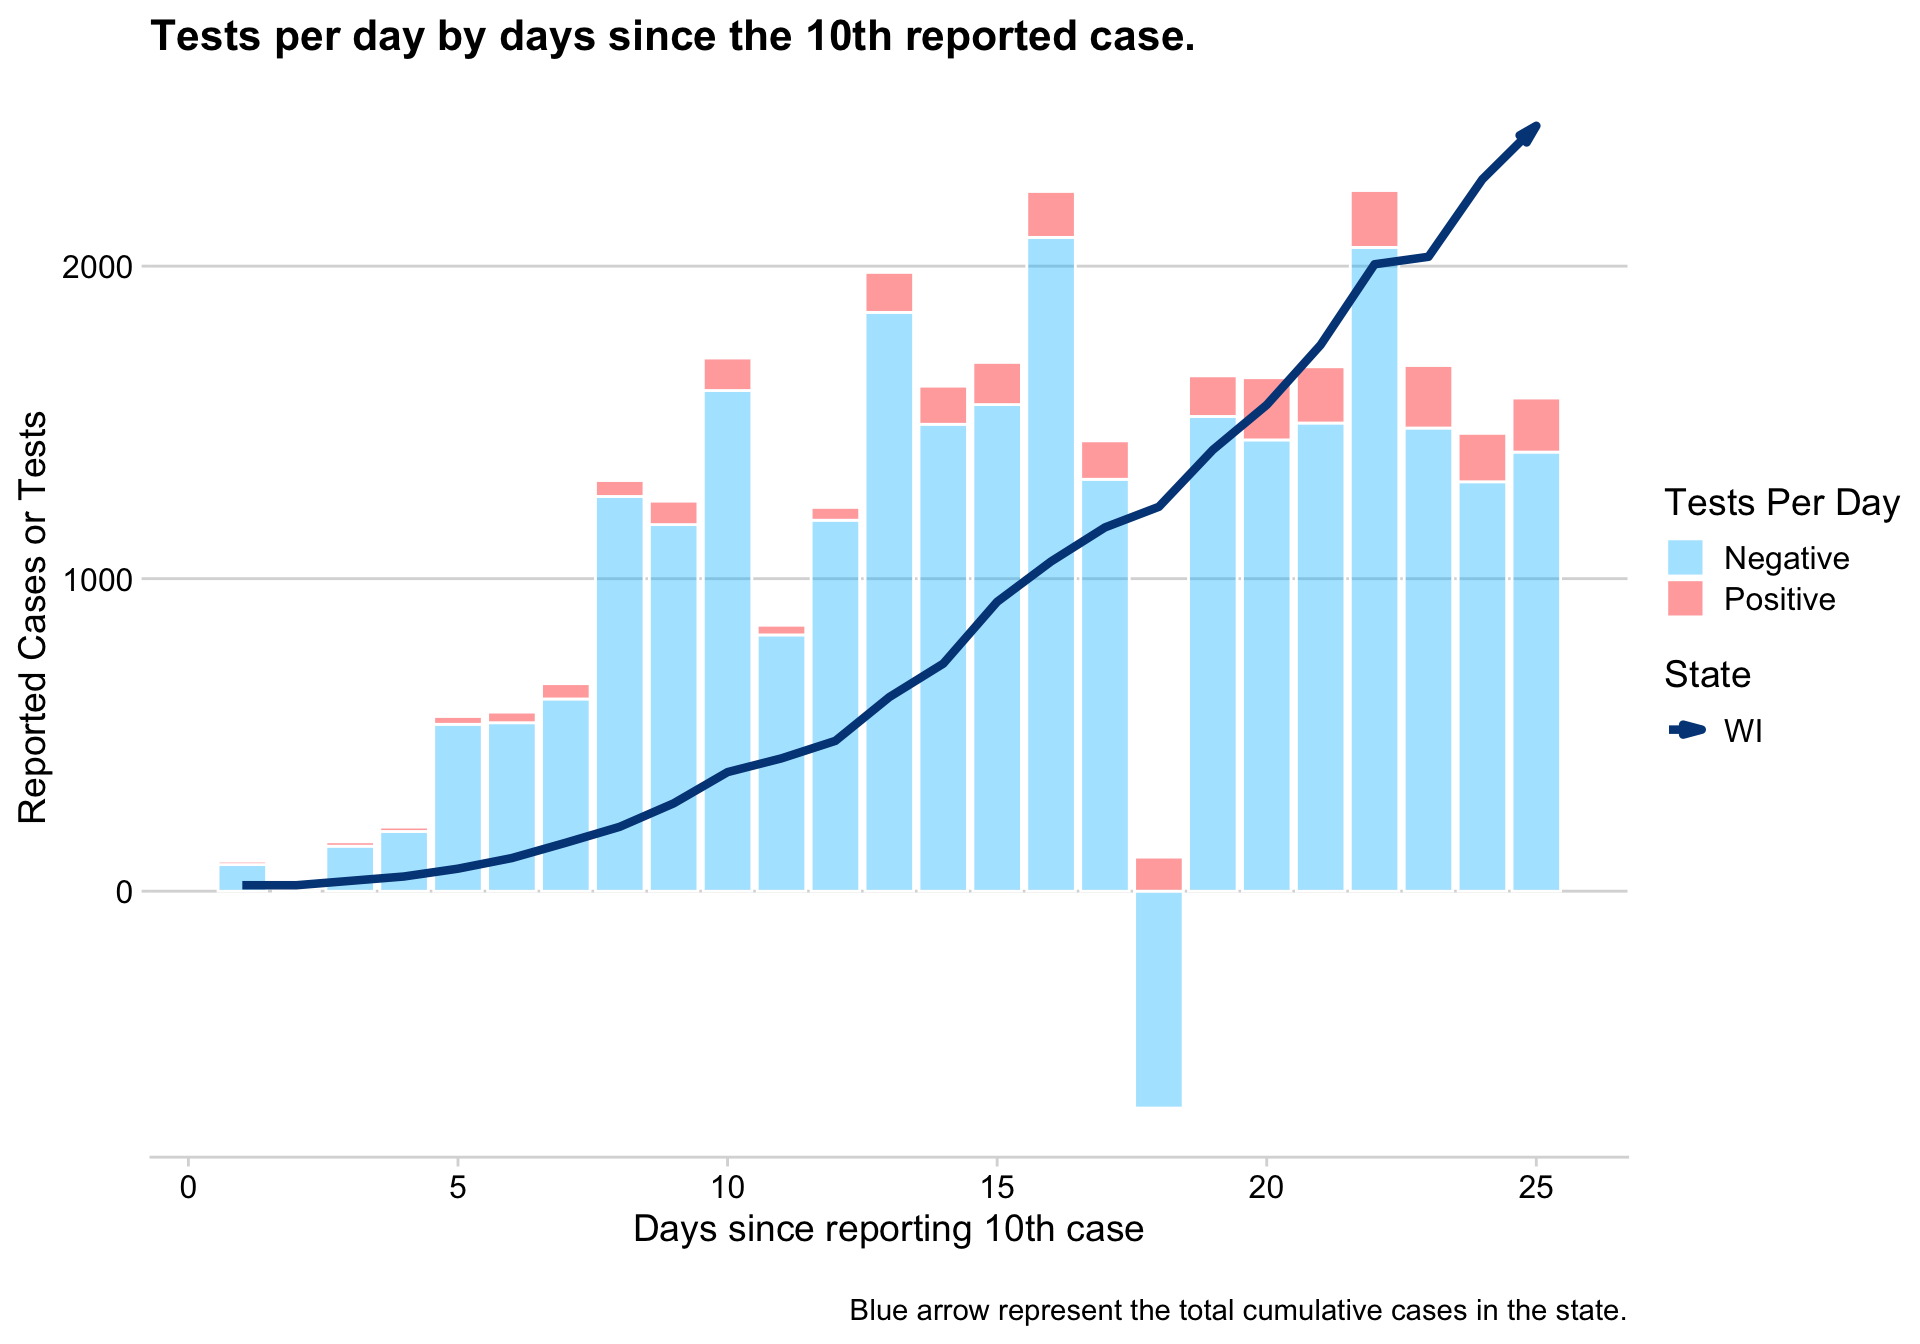 Tests per day by days since the 10th reported case.
Reported Cases or Tests
2000
1000
0
0 5 10 15 20 25
Days since reporting 10th case
Tests Per Day
Negative
Positive
State
WI
Blue arrow represent the total cumulative cases in the state.